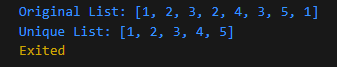 Original List: [1, 2, 3, 2, 4, 3, 5, 1]
Unique List: [1, 2, 3, 4, 5]
Exited